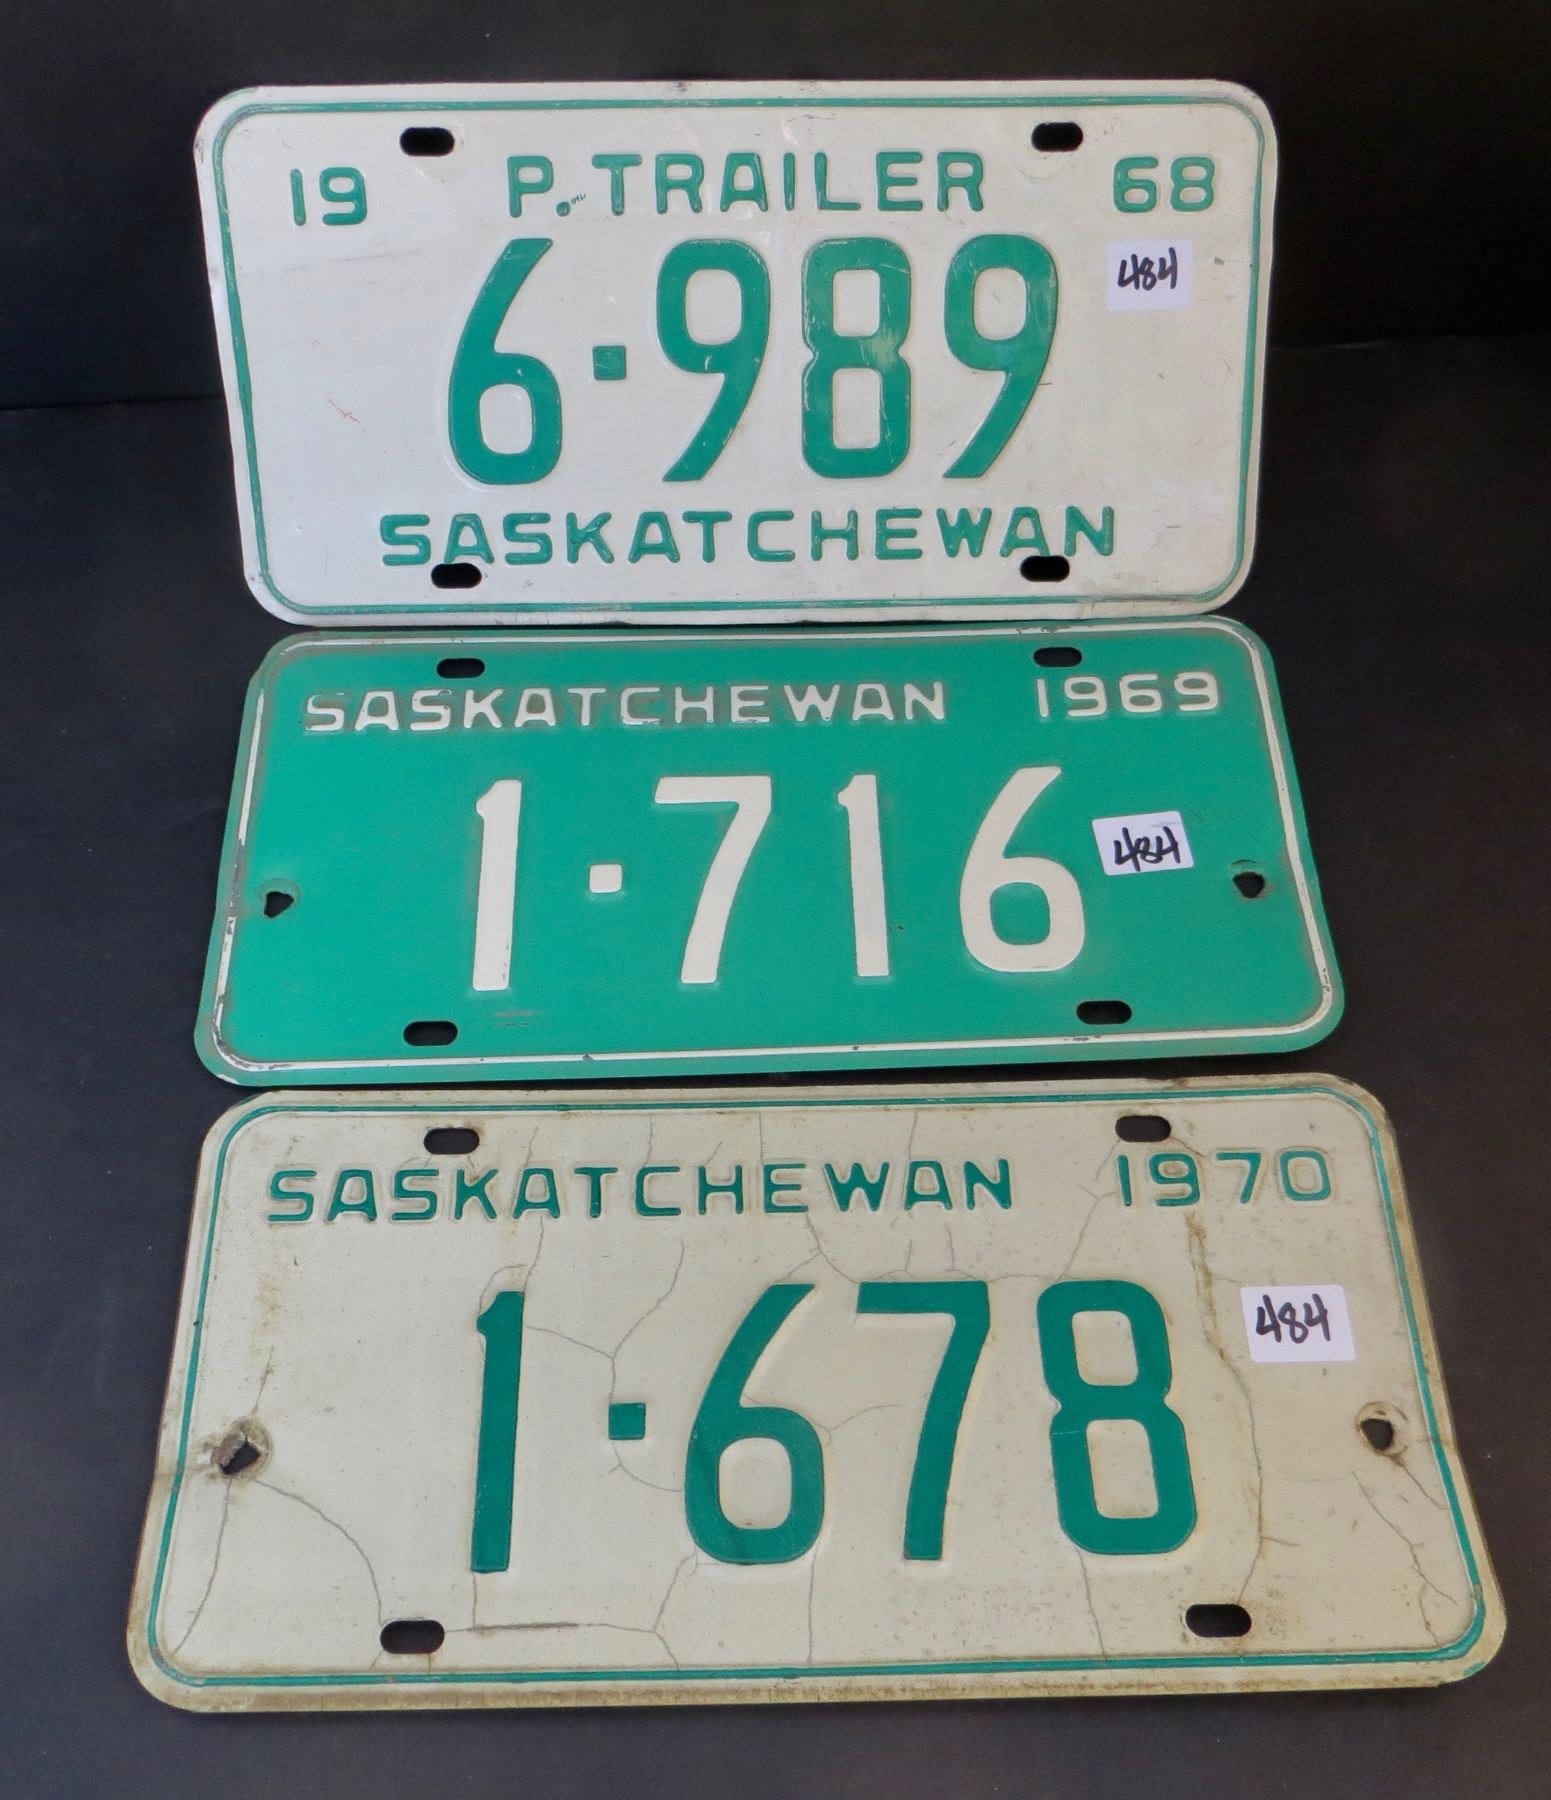 19 P.TRAILER 68
6·989
484
SASKATCHEWAN
SASKATCHEWAN 1969
1·716
484
SASKATCHEWAN 1970
1·678
484